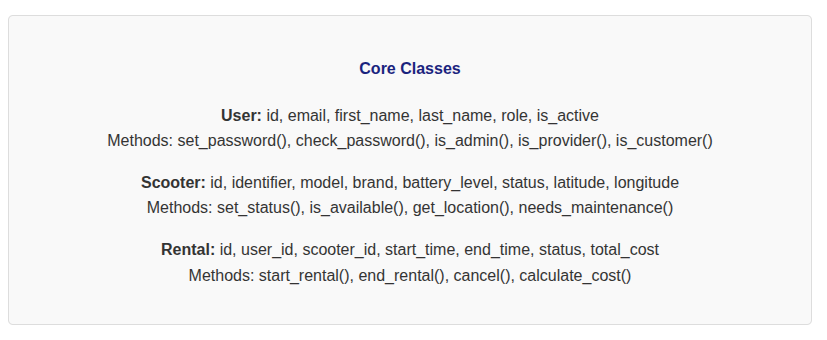 Core Classes
User: id, email, first_name, last_name, role, is_active
Methods: set_password(), check_password(), is_admin(), is_provider(), is_customer()
Scooter: id, identifier, model, brand, battery_level, status, latitude, longitude
Methods: set_status(), is_available(), get_location(), needs_maintenance()
Rental: id, user_id, scooter_id, start_time, end_time, status, total_cost
Methods: start_rental(), end_rental(), cancel(), calculate_cost()